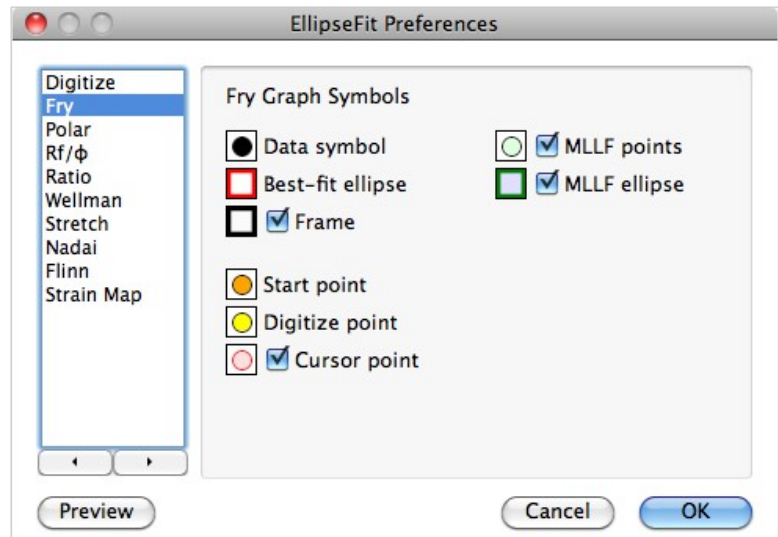 EllipseFit Preferences
Digitize
Fry
Polar
Rf/ϕ
Ratio
Wellman
Stretch
Nadai
Flinn
Strain Map
Fry Graph Symbols
Data symbol
MLLF points
Best-fit ellipse
MLLF ellipse
Frame
Start point
Digitize point
Cursor point
Preview
Cancel
OK